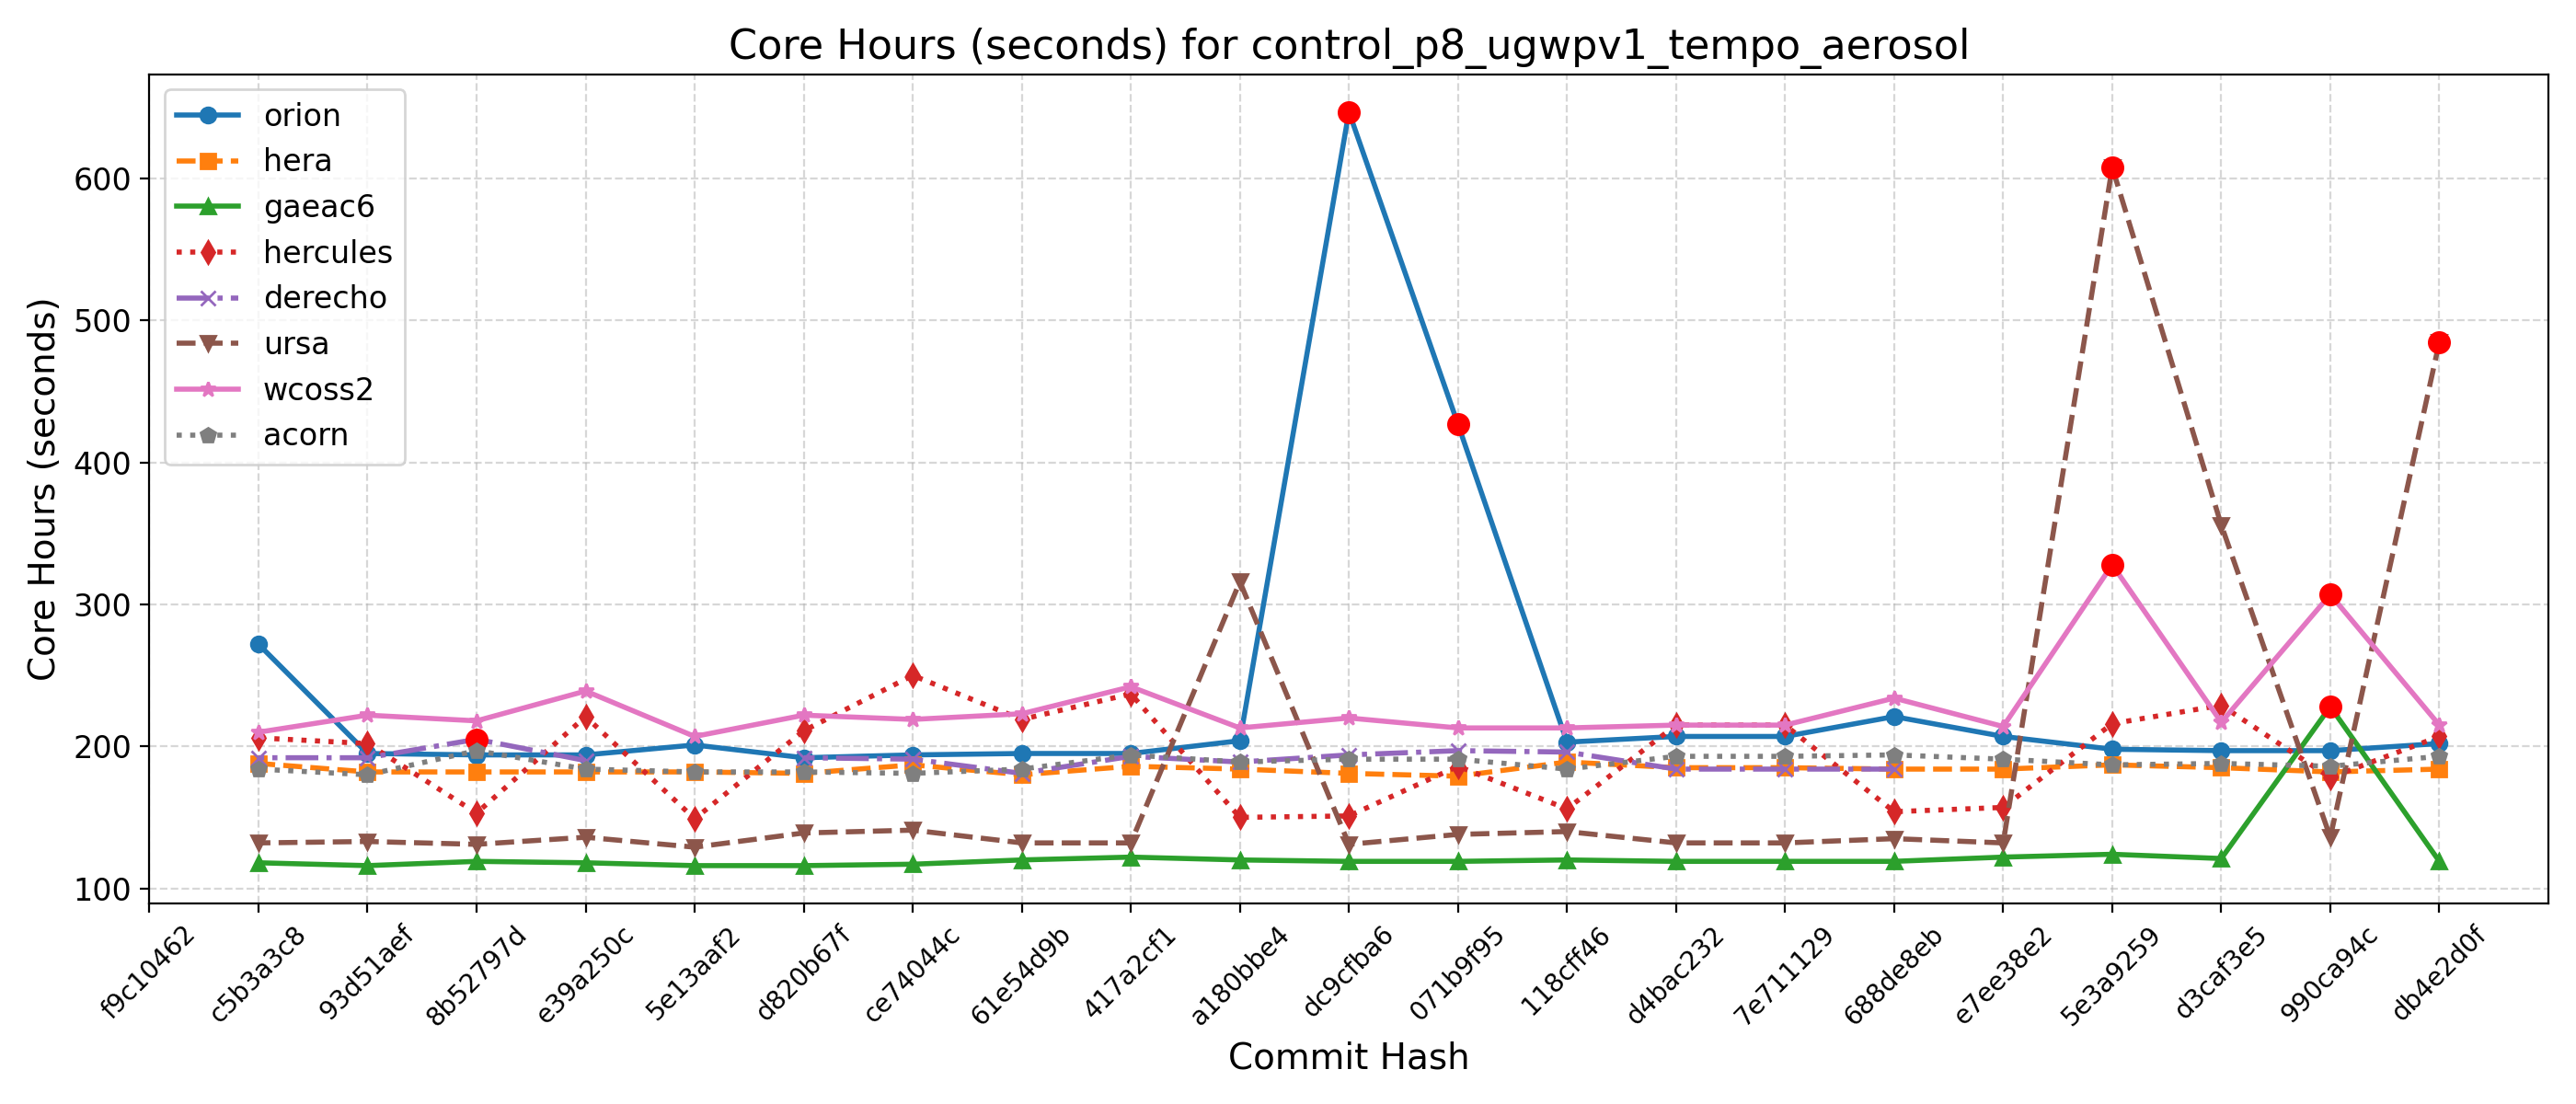 Core Hours (seconds) for control_p8_ugwpv1_tempo_aerosol
orion
hera
gaeac6
hercules
derecho
ursa
wcoss2
acorn
Core Hours (seconds)
600
500
400
300
200
100
f9c10462
c5b3a3c8
93d51aef
8b52797d
e39a250c
5e13aaf2
d820b67f
ce74044c
61e54d9b
417a2cf1
a180bbe4
dc9cfba6
071b9f95
118cff46
d4bac232
7e711129
688de8eb
e7ee38e2
5e3a9259
d3caf3e5
990ca94c
db4e2d0f
Commit Hash